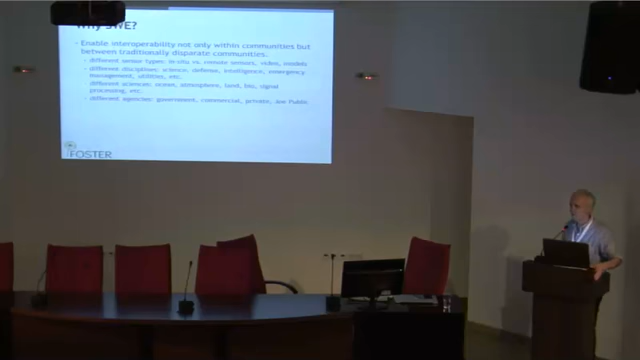 Why SWE?
- Enable interoperability not only within communities but
between traditionally disparate communities.
- different sensor types: in-situ vs. remote sensors, video, models
- different disciplines: science, defense, intelligence, emergency
management, utilities, etc.
- different sciences: ocean, atmosphere, land, bio, signal
processing, etc.
- different agencies: government, commercial, private, Public
FOSTER